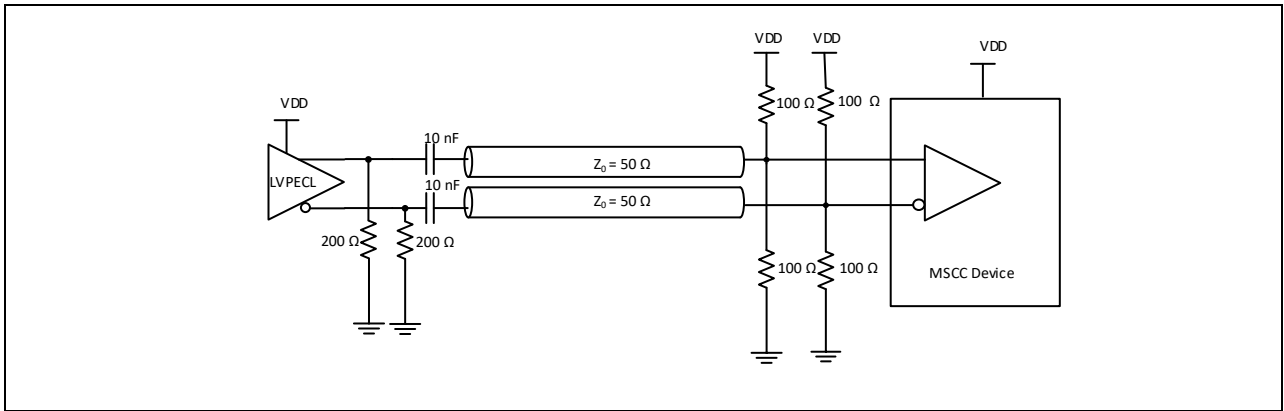 VDD
VDD
VDD
VDD
100 Ω
100 Ω
10 nF
LVPECL
Z₀ = 50 Ω
10 nF
Z₀ = 50 Ω
200 Ω
200 Ω
100 Ω
100 Ω
MSCC Device